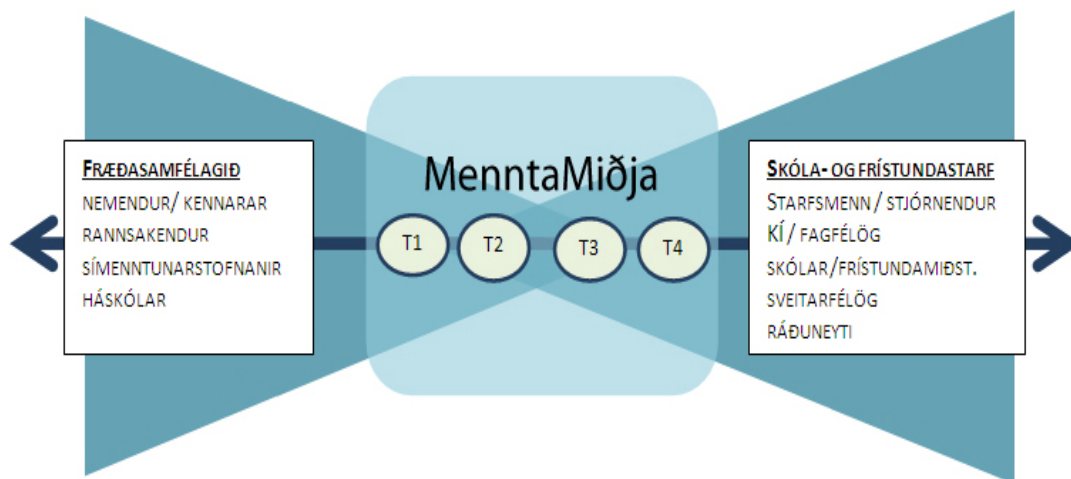 FRÆÐASAMFÉLAGIÐ
NEMENDUR/ KENNARAR
RANNSAKENDUR
SÍMENNTUNARSTOFNANIR
HÁSKÓLAR
MenntaMiðja
T1 T2 T3 T4
SKÓLA- OG FRÍSTUNDASTARF
STARFSMENN / STJÓRNENDUR
KÍ / FAGFÉLÖG
SKÓLAR/FRÍSTUNDAMIÐST.
SVEITARFÉLÖG
RÁÐUNEYTI